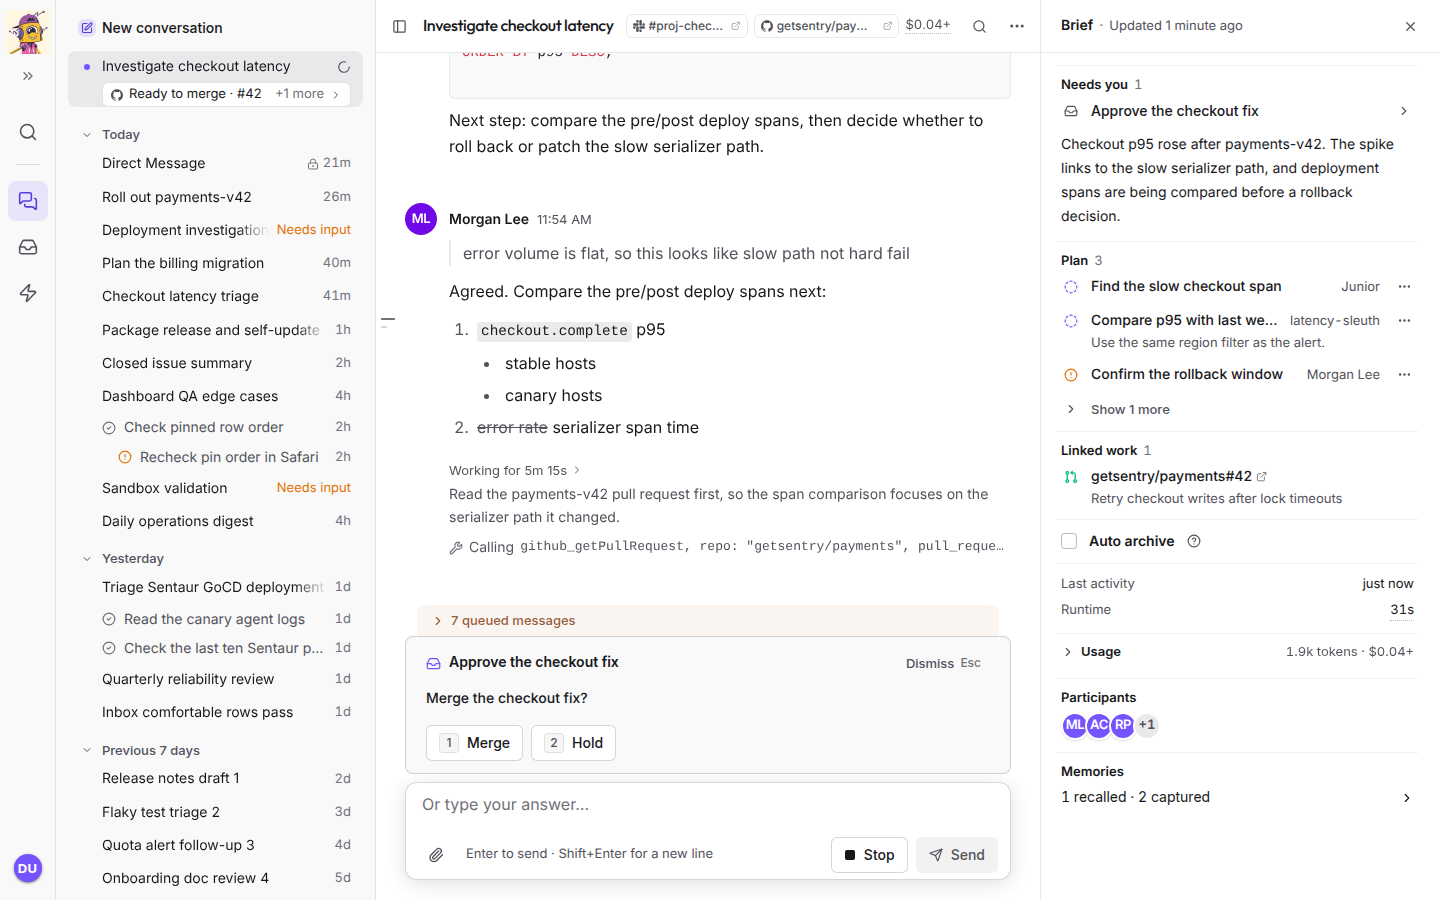 New conversation
Investigate checkout latency
Ready to merge · #42 +1 more
Today
Direct Message 21m
Roll out payments-v42 26m
Deployment investigation Needs input
Plan the billing migration 40m
Checkout latency triage 41m
Package release and self-update 1h
Closed issue summary 2h
Dashboard QA edge cases 4h
Check pinned row order 2h
Recheck pin order in Safari 2h
Sandbox validation Needs input
Daily operations digest 4h
Yesterday
Triage Sentaur GoCD deployment 1d
Read the canary agent logs 1d
Check the last ten Sentaur p... 1d
Quarterly reliability review 1d
Inbox comfortable rows pass 1d
Previous 7 days
Release notes draft 1 2d
Flaky test triage 2 3d
Quota alert follow-up 3 4d
Onboarding doc review 4 5d
DU
Investigate checkout latency #proj-chec... getsentry/pay... $0.04+
ORDER BY p95 DESC;
Next step: compare the pre/post deploy spans, then decide whether to
roll back or patch the slow serializer path.
ML Morgan Lee 11:54 AM
error volume is flat, so this looks like slow path not hard fail
Agreed. Compare the pre/post deploy spans next:
1. checkout.complete p95
• stable hosts
• canary hosts
2. error rate serializer span time
Working for 5m 15s
Read the payments-v42 pull request first, so the span comparison focuses on the
serializer path it changed.
Calling github_getPullRequest, repo: "getsentry/payments", pull_reque…
7 queued messages
Approve the checkout fix Dismiss Esc
Merge the checkout fix?
1 Merge 2 Hold
Or type your answer...
Enter to send · Shift+Enter for a new line Stop Send
Brief · Updated 1 minute ago
Needs you 1
Approve the checkout fix
Checkout p95 rose after payments-v42. The spike
links to the slow serializer path, and deployment
spans are being compared before a rollback
decision.
Plan 3
Find the slow checkout span Junior
Compare p95 with last we... latency-sleuth
Use the same region filter as the alert.
Confirm the rollback window Morgan Lee
Show 1 more
Linked work 1
getsentry/payments#42
Retry checkout writes after lock timeouts
Auto archive
Last activity just now
Runtime 31s
Usage 1.9k tokens · $0.04+
Participants
ML AC RP +1
Memories
1 recalled · 2 captured